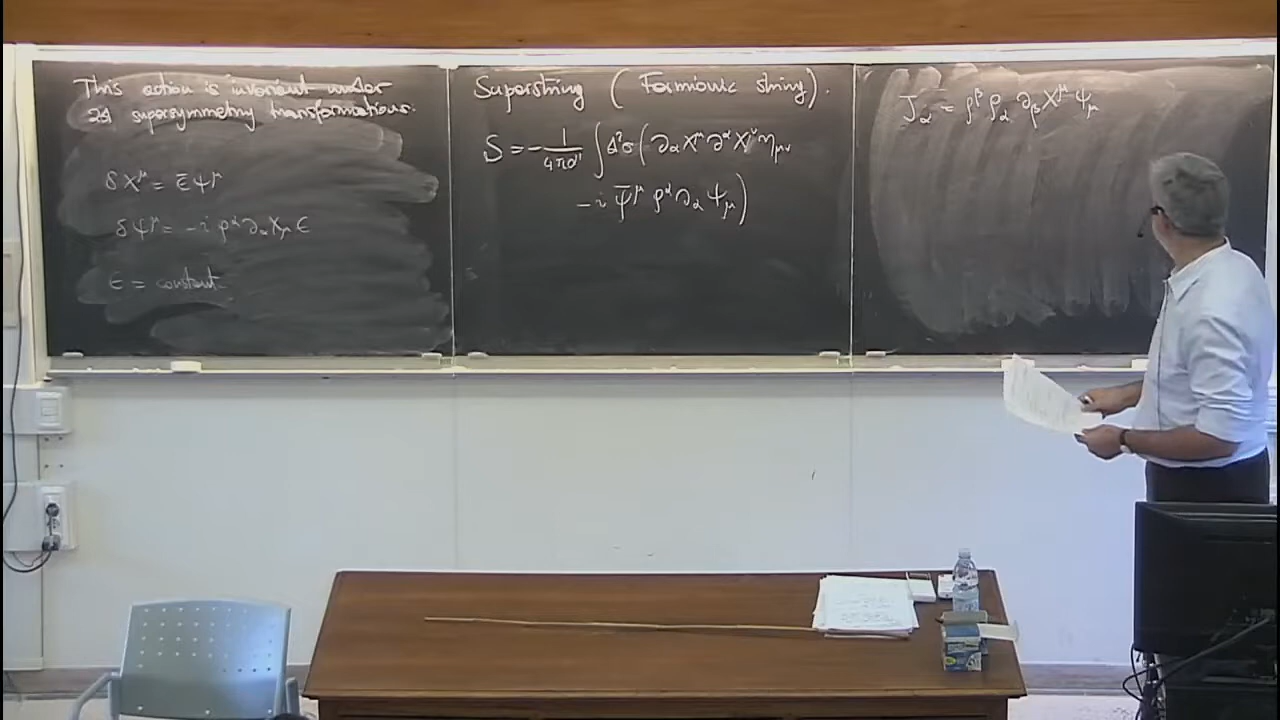 This action is invariant under
2d supersymmetry transformations.
δX^μ = ε̄ ψ^μ
δψ^μ = -i ρ^α ∂_α X_μ ε
ε = constant
Superstring ( Fermionic string ).
S = -1/(4πα') ∫ d²σ ( ∂_α X^μ ∂^α X^ν η_μν
- i ψ̄^μ ρ^α ∂_α ψ_μ )
J_α = ρ^β ρ_α ∂_β X^μ ψ_μ